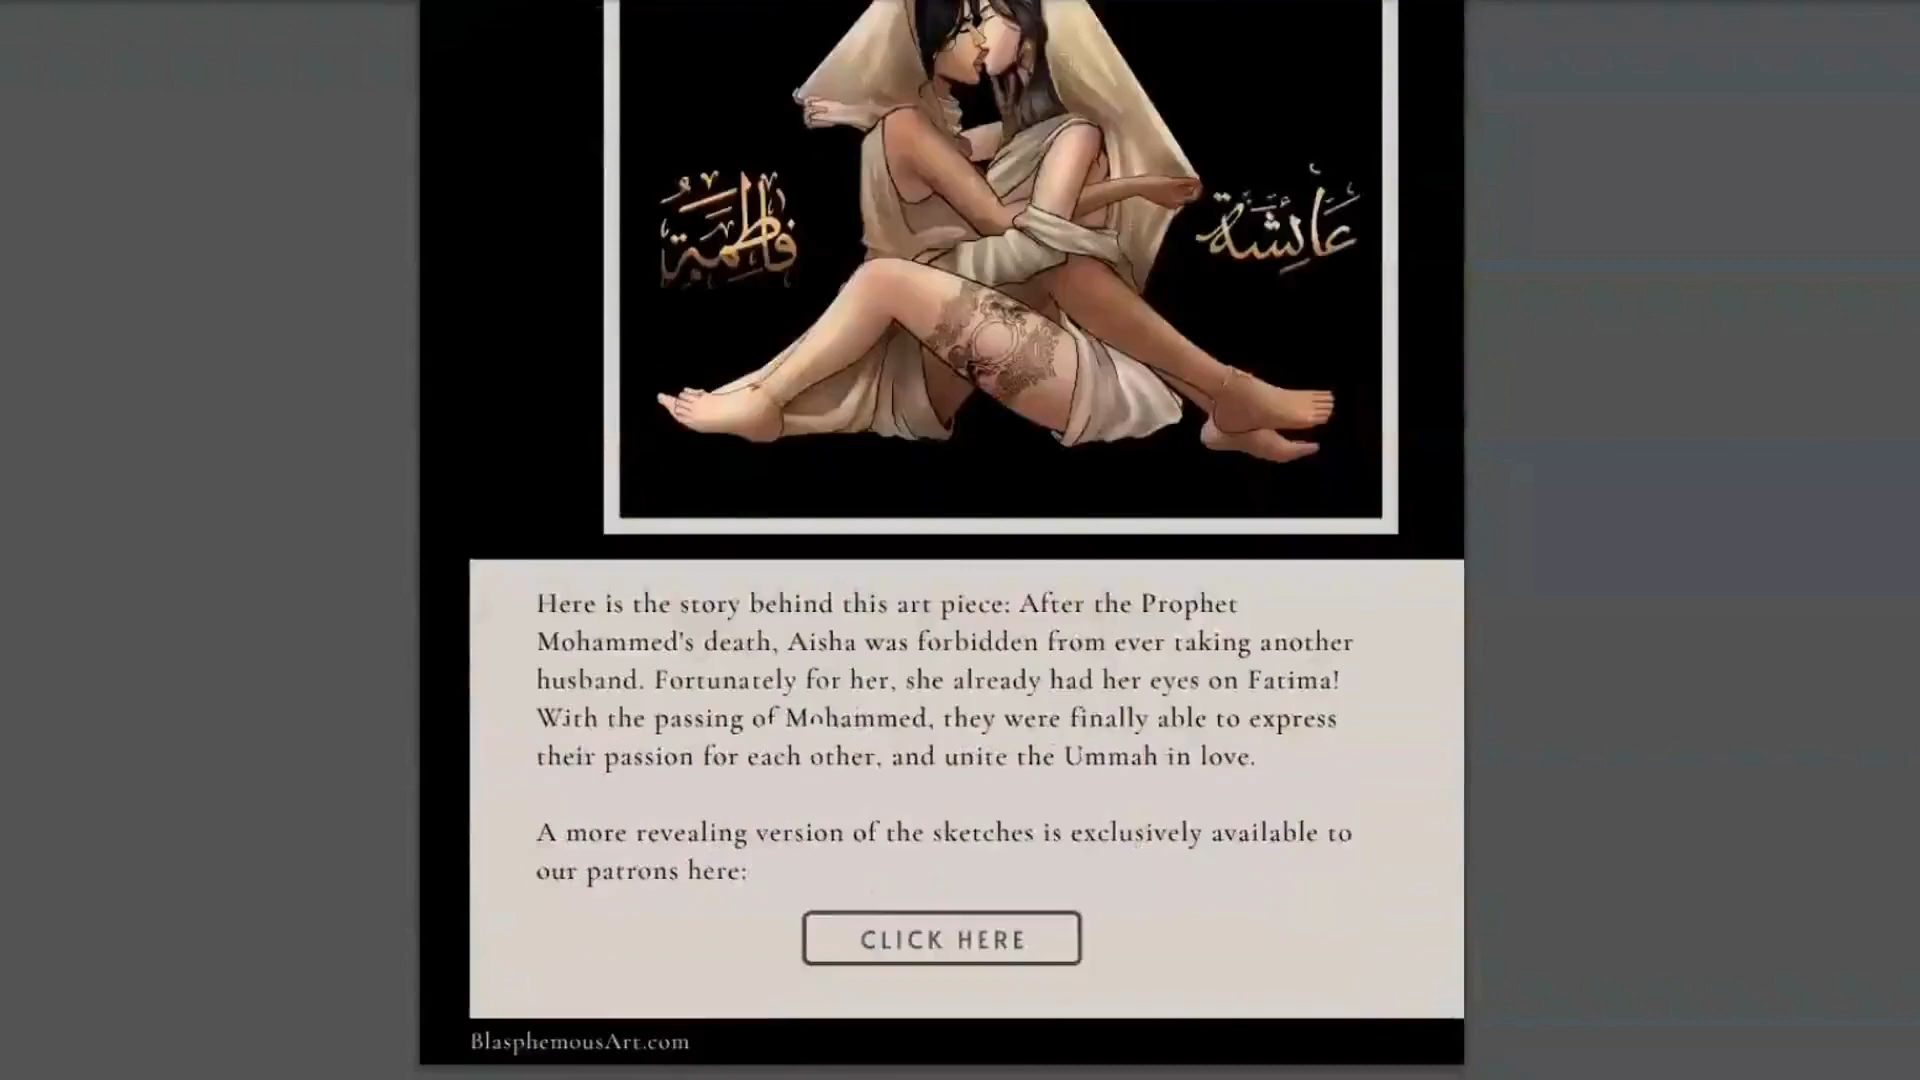 فاطمة
عائشة
Here is the story behind this art piece: After the Prophet
Mohammed's death, Aisha was forbidden from ever taking another
husband. Fortunately for her, she already had her eyes on Fatima!
With the passing of Mohammed, they were finally able to express
their passion for each other, and unite the Ummah in love.
A more revealing version of the sketches is exclusively available to
our patrons here:
CLICK HERE
BlasphemousArt.com